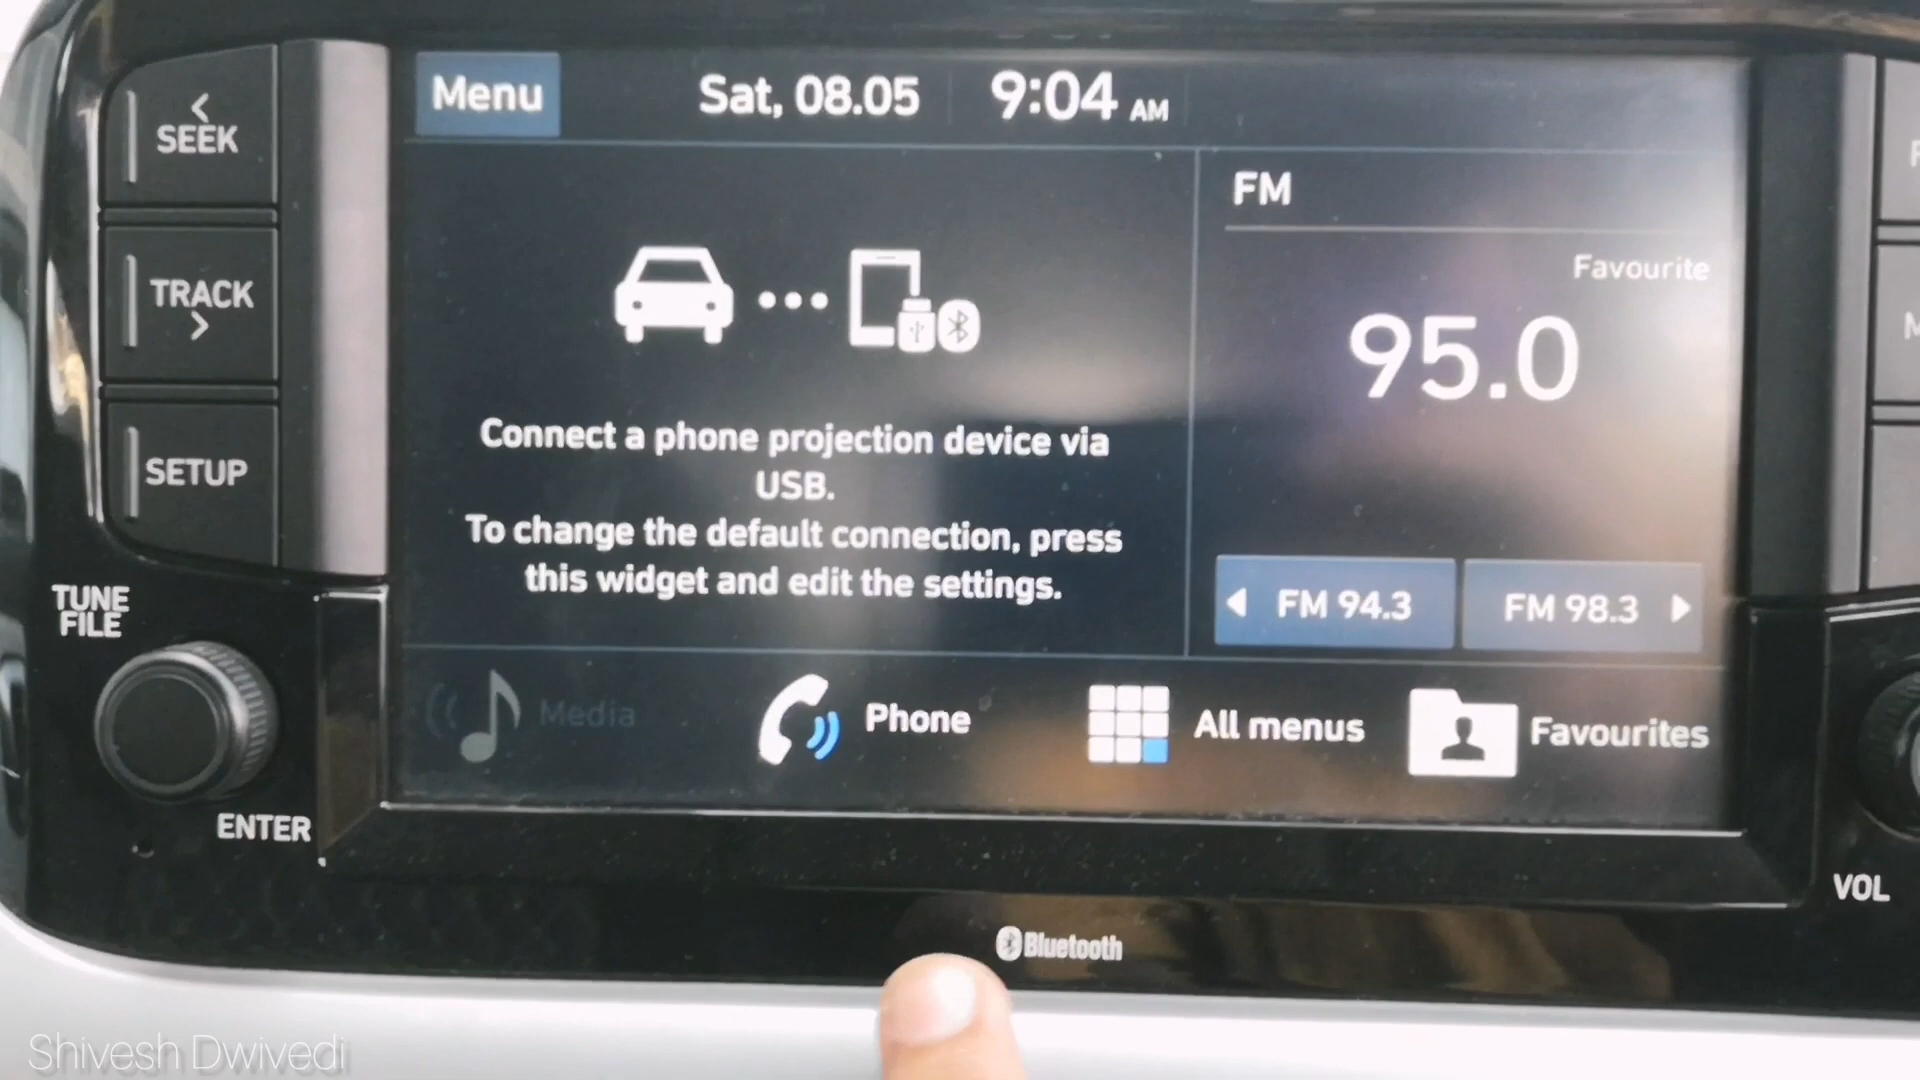 <
SEEK
TRACK
>
SETUP
TUNE
FILE
ENTER
Menu
Sat, 08.05
9:04 AM
Connect a phone projection device via
USB.
To change the default connection, press
this widget and edit the settings.
FM
Favourite
95.0
FM 94.3
FM 98.3
Media
Phone
All menus
Favourites
VOL
Bluetooth
Shivesh Dwivedi